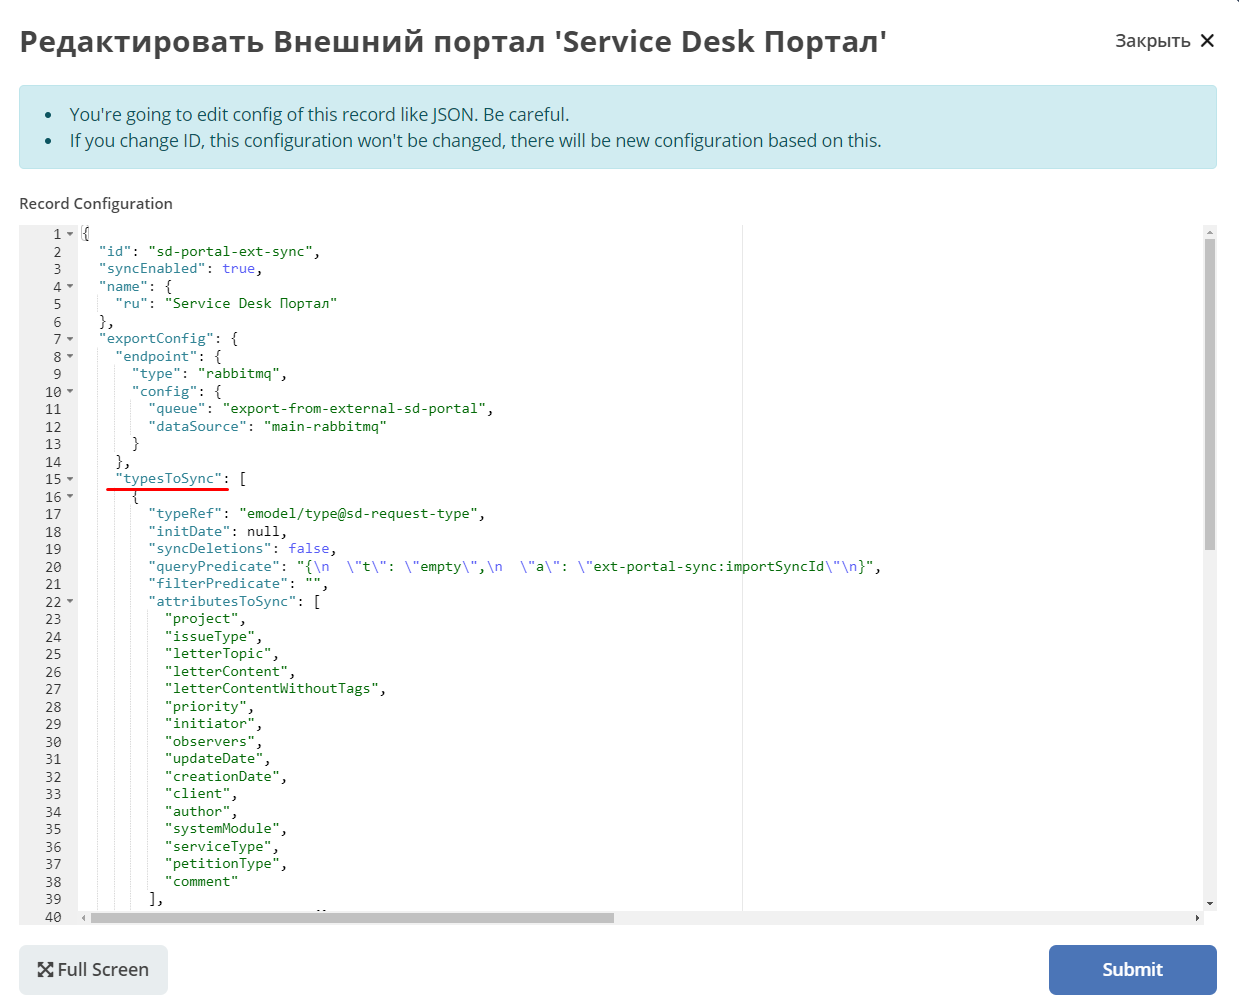 Редактировать Внешний портал 'Service Desk Портал'
Закрыть
You're going to edit config of this record like JSON. Be careful.
If you change ID, this configuration won't be changed, there will be new configuration based on this.
Record Configuration
1 {
2 "id": "sd-portal-ext-sync",
3 "syncEnabled": true,
4 "name": {
5 "ru": "Service Desk Портал"
6 },
7 "exportConfig": {
8 "endpoint": {
9 "type": "rabbitmq",
10 "config": {
11 "queue": "export-from-external-sd-portal",
12 "dataSource": "main-rabbitmq"
13 }
14 },
15 "typesToSync": [
16 {
17 "typeRef": "emodel/type@sd-request-type",
18 "initDate": null,
19 "syncDeletions": false,
20 "queryPredicate": "{\n  \"t\": \"empty\",\n  \"a\": \"ext-portal-sync:importSyncId\"\n}",
21 "filterPredicate": "",
22 "attributesToSync": [
23 "project",
24 "issueType",
25 "letterTopic",
26 "letterContent",
27 "letterContentWithoutTags",
28 "priority",
29 "initiator",
30 "observers",
31 "updateDate",
32 "creationDate",
33 "client",
34 "author",
35 "systemModule",
36 "serviceType",
37 "petitionType",
38 "comment"
39 ],
40
Full Screen
Submit